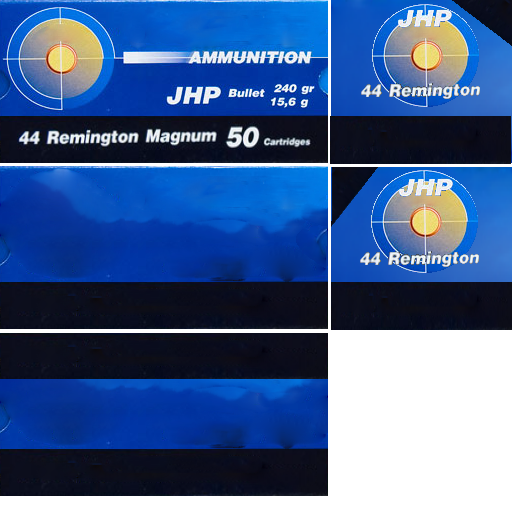 AMMUNITION
JHP Bullet 240 gr
15,6 g
44 Remington Magnum 50 Cartridges
JHP
44 Remington
JHP
44 Remington